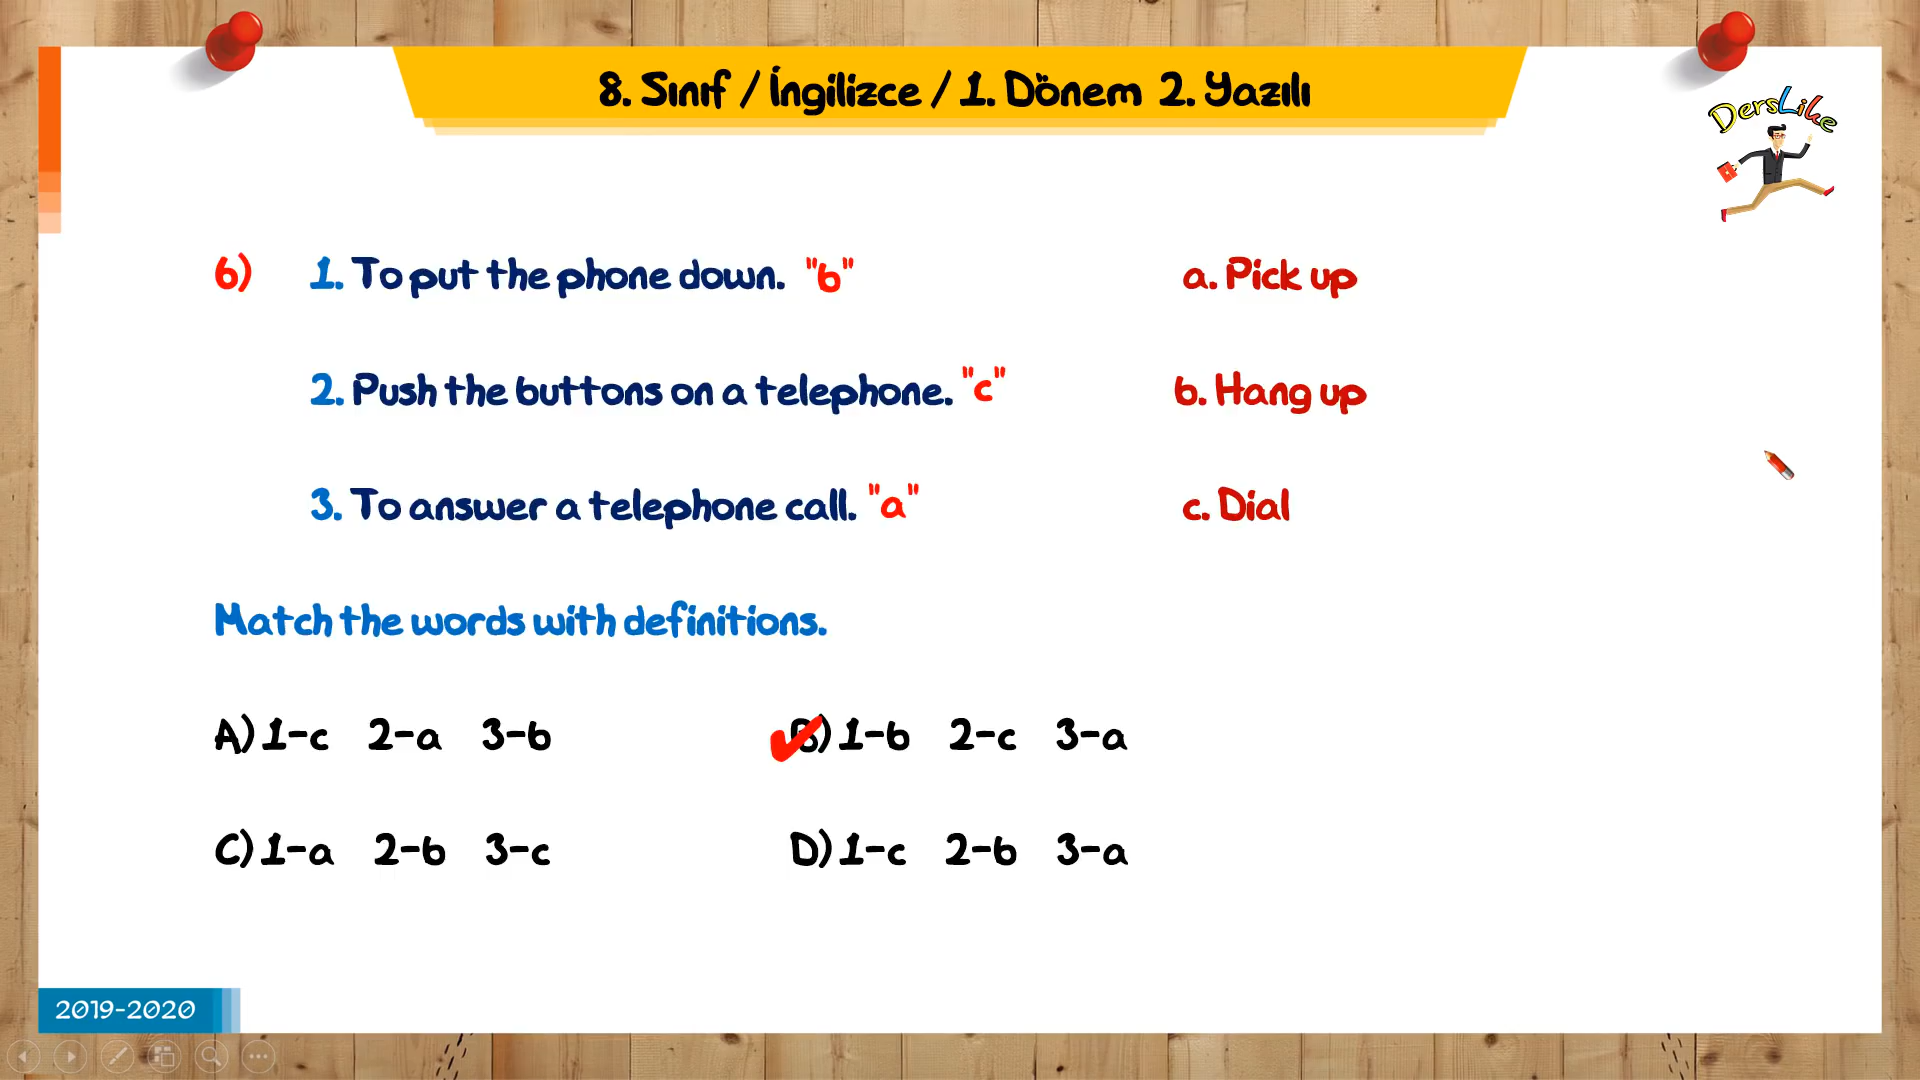 8. Sınıf / İngilizce / 1. Dönem 2. Yazılı
DersLike
6) 1. To put the phone down. "b" a. Pick up
2. Push the buttons on a telephone. "c" b. Hang up
3. To answer a telephone call. "a" c. Dial
Match the words with definitions.
A) 1-c 2-a 3-b B) 1-b 2-c 3-a
C) 1-a 2-b 3-c D) 1-c 2-b 3-a
2019-2020